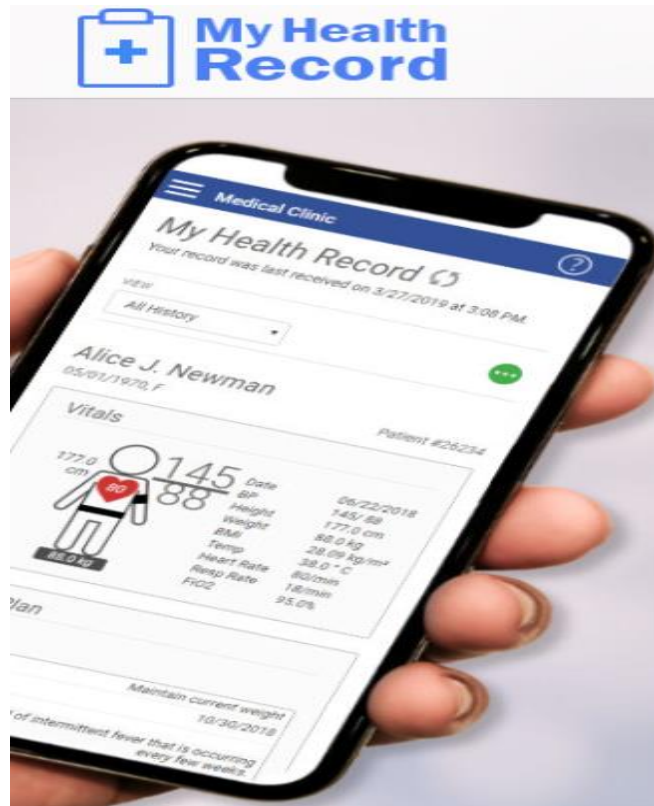 My Health
Record
Medical Clinic
?
My Health Record
Your record was last received on 3/27/2019 at 3:08 PM.
VIEW
All History
Alice J. Newman
05/01/1970, F
Patient #26234
Vitals
177.0
cm
BG
145
88
88.0 kg
Date 06/22/2018
BP 145/ 88
Height 177.0 cm
Weight 88.0 kg
BMI 28.09 kg/m²
Temp 38.0 ° C
Heart Rate 80/min
Resp Rate 18/min
FiO2 95.0%
lan
Maintain current weight
10/30/2018
of intermittent fever that is occurring
every few weeks.